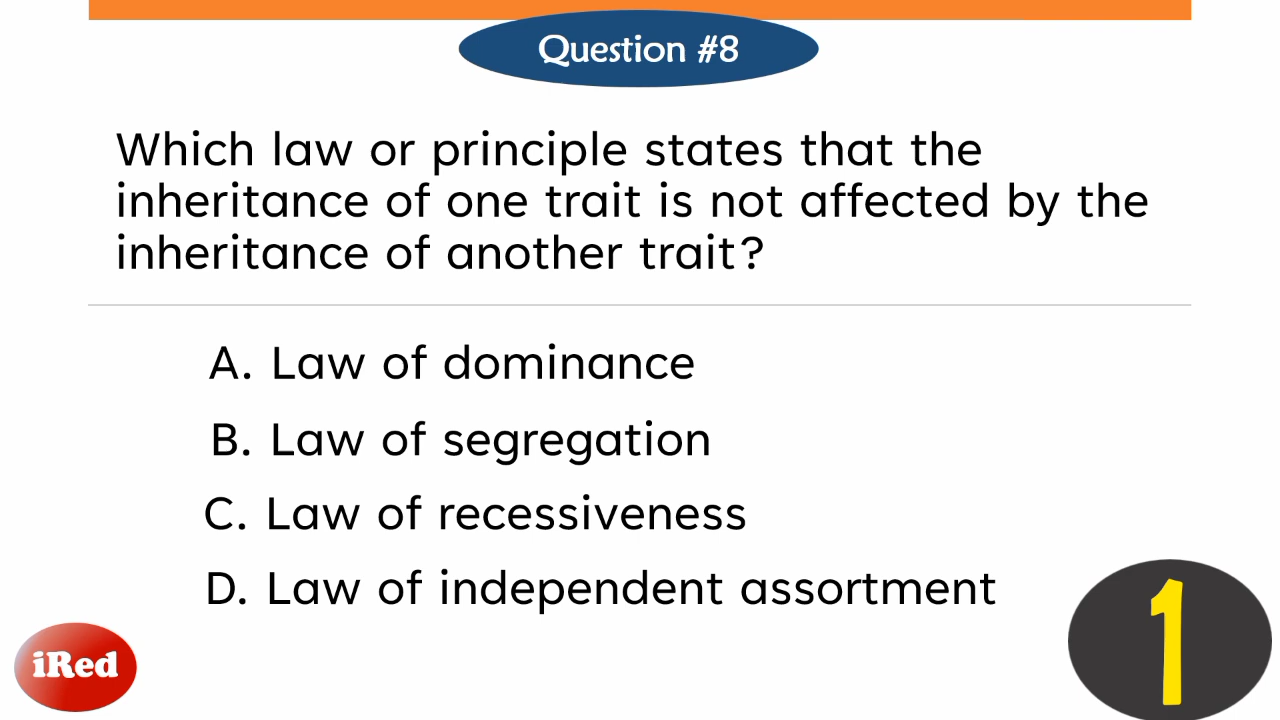 Question #8
Which law or principle states that the
inheritance of one trait is not affected by the
inheritance of another trait?
A. Law of dominance
B. Law of segregation
C. Law of recessiveness
D. Law of independent assortment
iRed
1